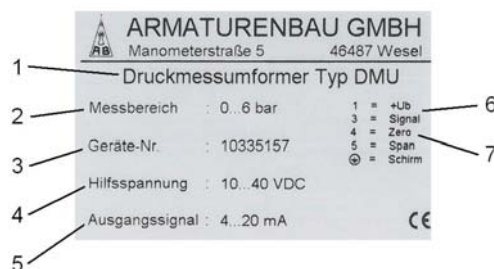 ARB
ARMATURENBAU GMBH
Manometerstraße 5 46487 Wesel
1 Druckmessumformer Typ DMU
2 Messbereich : 0...6 bar
3 Geräte-Nr. : 10335157
4 Hilfsspannung : 10...40 VDC
5 Ausgangssignal : 4...20 mA
1 = +Ub
3 = Signal
4 = Zero
5 = Span
= Schirm
6
7
CE